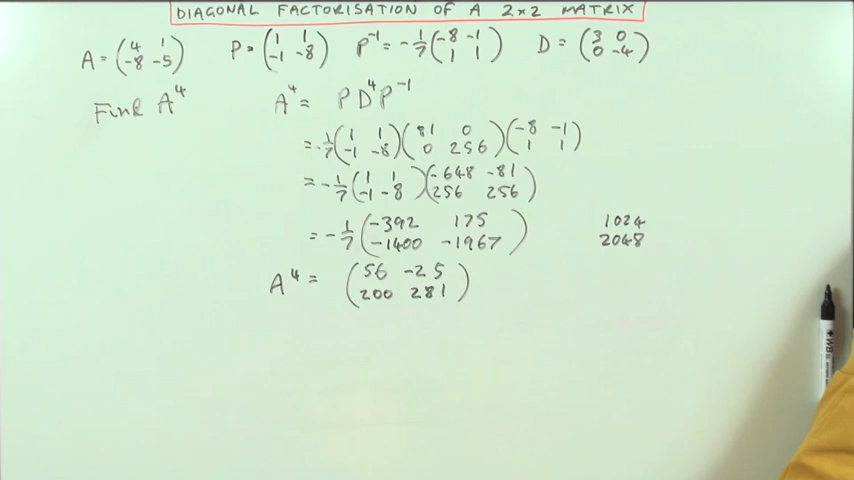 DIAGONAL FACTORISATION OF A 2×2 MATRIX
A = (4 1; -8 -5) P = (1 1; -1 -8) P⁻¹ = -1/7 (-8 -1; 1 1) D = (3 0; 0 -4)
Find A⁴ A⁴ = P D⁴ P⁻¹
= -1/7 (1 1; -1 -8) (81 0; 0 256) (-8 -1; 1 1)
= -1/7 (1 1; -1 -8) (-648 -81; 256 256)
= -1/7 (-392 175; -1400 -1967) 1024
2048
A⁴ = (56 -25; 200 281)
WB